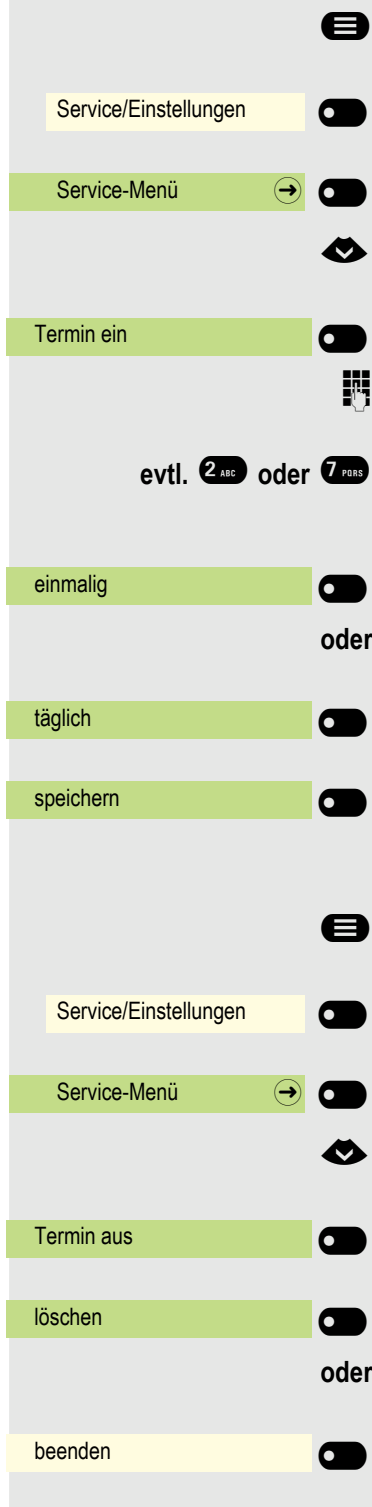 Service/Einstellungen
Service-Menü
Termin ein
evtl. 2 ABC oder 7 PQRS
einmalig
oder
täglich
speichern
Service/Einstellungen
Service-Menü
Termin aus
löschen
oder
beenden